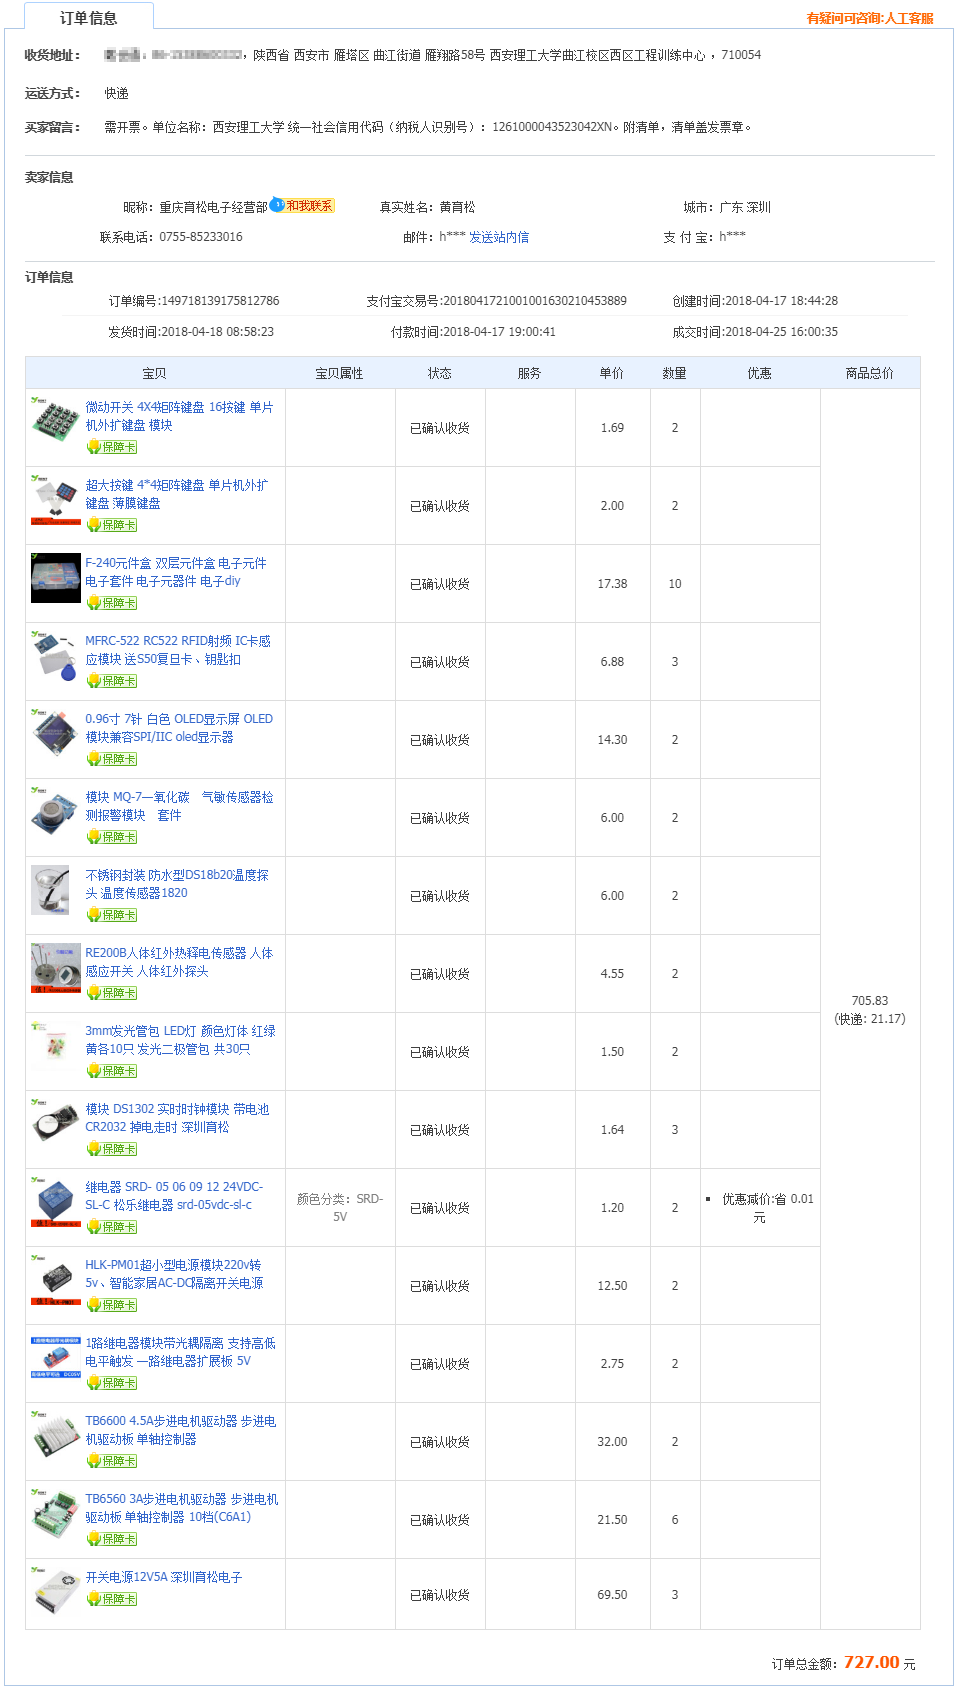 订单信息
有疑问可咨询:人工客服
收货地址： ，陕西省 西安市 雁塔区 曲江街道 雁翔路58号 西安理工大学曲江校区西区工程训练中心 ，710054
运送方式： 快递
买家留言： 需开票。单位名称：西安理工大学 统一社会信用代码（纳税人识别号）：1261000043523042XN。附清单，清单盖发票章。
卖家信息
昵称：重庆育松电子经营部 和我联系 真实姓名：黄育松 城市：广东 深圳
联系电话：0755-85233016 邮件：h*** 发送站内信 支 付 宝：h***
订单信息
订单编号:149718139175812786 支付宝交易号:2018041721001001630210453889 创建时间:2018-04-17 18:44:28
发货时间:2018-04-18 08:58:23 付款时间:2018-04-17 19:00:41 成交时间:2018-04-25 16:00:35
宝贝 宝贝属性 状态 服务 单价 数量 优惠 商品总价
微动开关 4X4矩阵键盘 16按键 单片
机外扩键盘 模块
保障卡
已确认收货 1.69 2
超大按键 4*4矩阵键盘 单片机外扩
键盘 薄膜键盘
保障卡
已确认收货 2.00 2
F-240元件盒 双层元件盒 电子元件
电子套件 电子元器件 电子diy
保障卡
已确认收货 17.38 10
MFRC-522 RC522 RFID射频 IC卡感
应模块 送S50复旦卡、钥匙扣
保障卡
已确认收货 6.88 3
0.96寸 7针 白色 OLED显示屏 OLED
模块兼容SPI/IIC oled显示器
保障卡
已确认收货 14.30 2
模块 MQ-7一氧化碳　气敏传感器检
测报警模块　套件
保障卡
已确认收货 6.00 2
不锈钢封装 防水型DS18b20温度探
头 温度传感器1820
保障卡
已确认收货 6.00 2
RE200B人体红外热释电传感器 人体
感应开关 人体红外探头
保障卡
已确认收货 4.55 2
705.83
(快递: 21.17)
3mm发光管包 LED灯 颜色灯体 红绿
黄各10只 发光二极管包 共30只
保障卡
已确认收货 1.50 2
模块 DS1302 实时时钟模块 带电池
CR2032 掉电走时 深圳育松
保障卡
已确认收货 1.64 3
继电器 SRD- 05 06 09 12 24VDC-
SL-C 松乐继电器 srd-05vdc-sl-c
保障卡
颜色分类：SRD-
5V
已确认收货 1.20 2
▪ 优惠减价:省 0.01
元
HLK-PM01超小型电源模块220v转
5v、智能家居AC-DC隔离开关电源
保障卡
已确认收货 12.50 2
1路继电器模块带光耦隔离 支持高低
电平触发 一路继电器扩展板 5V
保障卡
已确认收货 2.75 2
TB6600 4.5A步进电机驱动器 步进电
机驱动板 单轴控制器
保障卡
已确认收货 32.00 2
TB6560 3A步进电机驱动器 步进电机
驱动板 单轴控制器 10档(C6A1)
保障卡
已确认收货 21.50 6
开关电源12V5A 深圳育松电子
保障卡
已确认收货 69.50 3
订单总金额：727.00 元